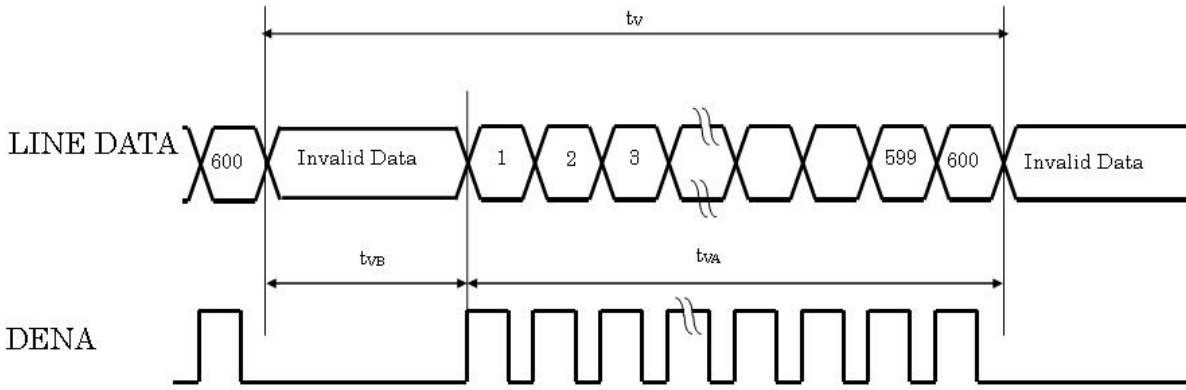 tV
LINE DATA 600 Invalid Data 1 2 3 599 600 Invalid Data
tVB tVA
DENA